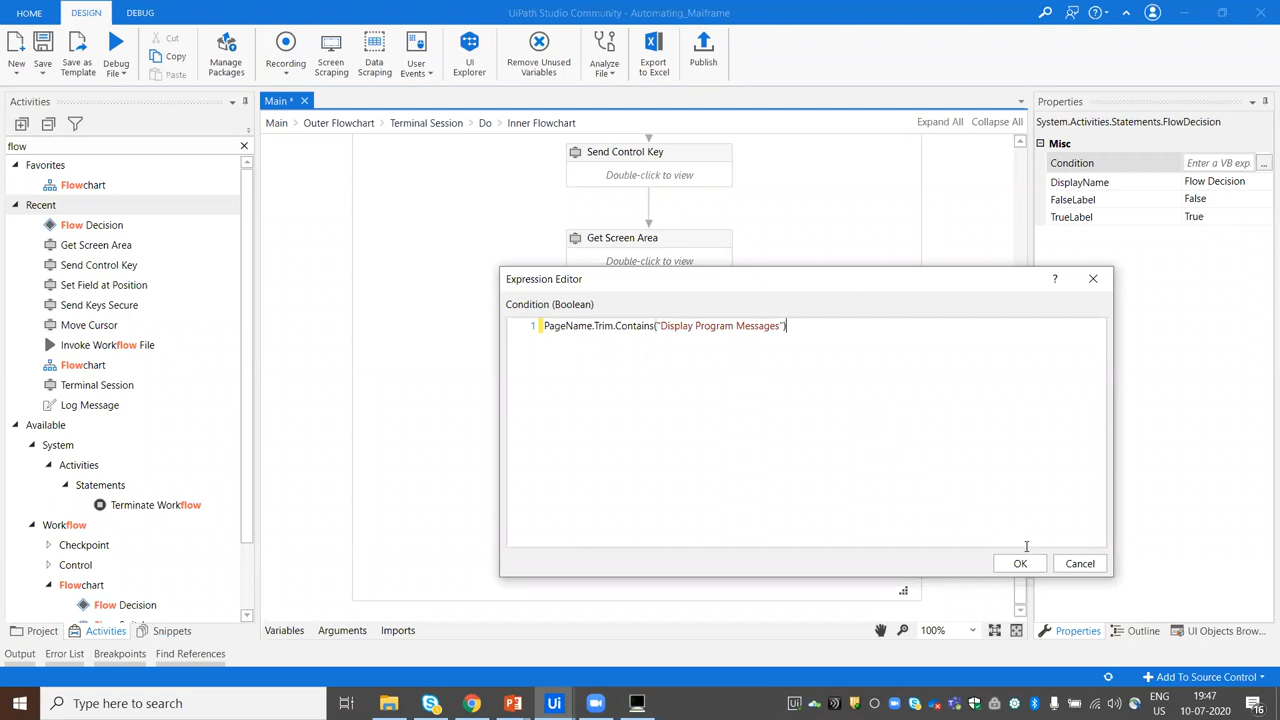 HOME
DESIGN
DEBUG
UiPath Studio Community - Automating_Maiframe
New
Save
Save as Template
Debug File
Cut
Copy
Paste
Manage Packages
Recording
Screen Scraping
Data Scraping
User Events
UI Explorer
Remove Unused Variables
Analyze File
Export to Excel
Publish
Activities
flow
Favorites
Flowchart
Recent
Flow Decision
Get Screen Area
Send Control Key
Set Field at Position
Send Keys Secure
Move Cursor
Invoke Workflow File
Flowchart
Terminal Session
Log Message
Available
System
Activities
Statements
Terminate Workflow
Workflow
Checkpoint
Control
Flowchart
Flow Decision
Project
Activities
Snippets
Main *
Main
Outer Flowchart
Terminal Session
Do
Inner Flowchart
Expand All
Collapse All
Send Control Key
Double-click to view
Get Screen Area
Double-click to view
Expression Editor
?
Condition (Boolean)
1 PageName.Trim.Contains("Display Program Messages")
OK
Cancel
Variables
Arguments
Imports
100%
Properties
System.Activities.Statements.FlowDecision
Misc
Condition
Enter a VB exp
...
DisplayName
Flow Decision
FalseLabel
False
TrueLabel
True
Properties
Outline
UI Objects Brow...
Output
Error List
Breakpoints
Find References
Add To Source Control
Type here to search
ENG
US
19:47
10-07-2020
16